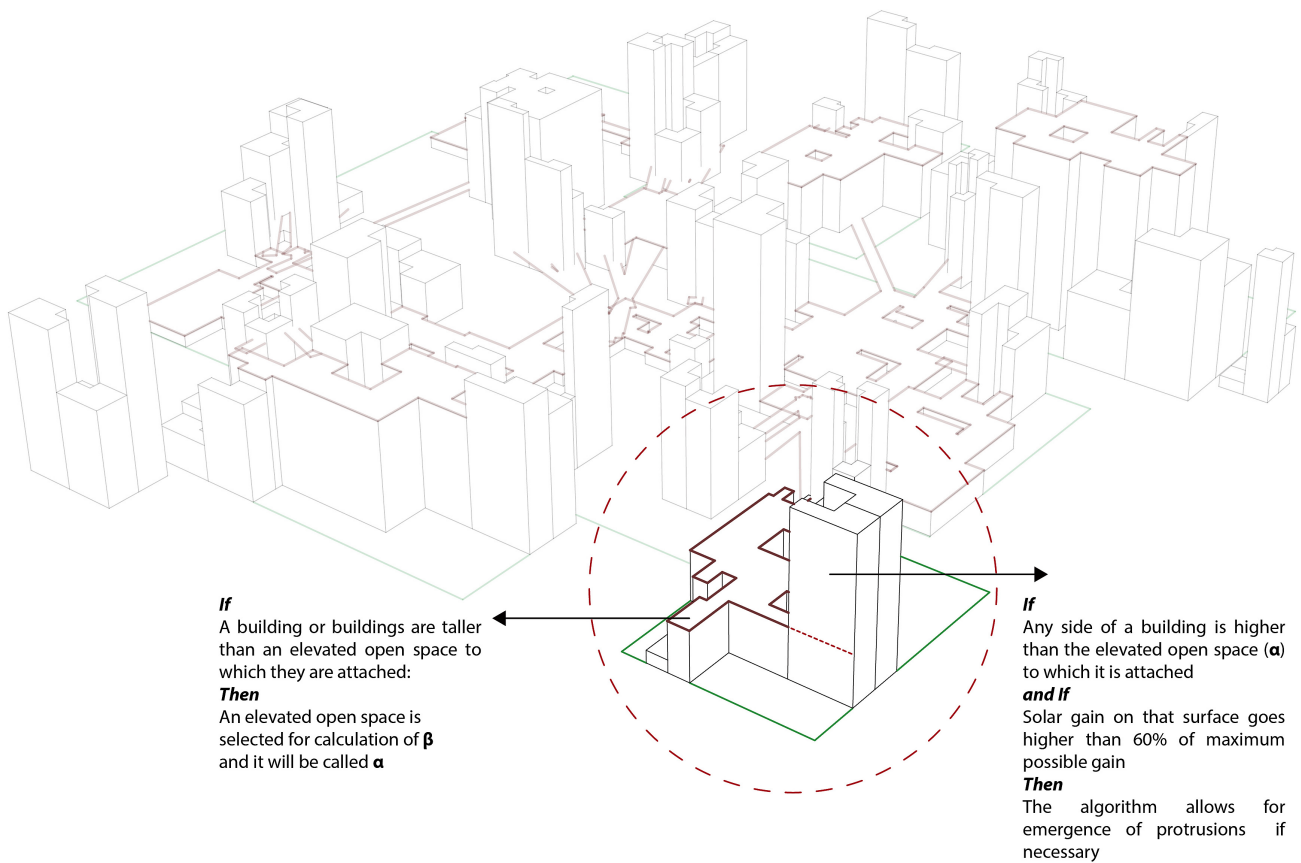 If
A building or buildings are taller
than an elevated open space to
which they are attached:
Then
An elevated open space is
selected for calculation of β
and it will be called α
If
Any side of a building is higher
than the elevated open space (α)
to which it is attached
and If
Solar gain on that surface goes
higher than 60% of maximum
possible gain
Then
The algorithm allows for
emergence of protrusions if
necessary